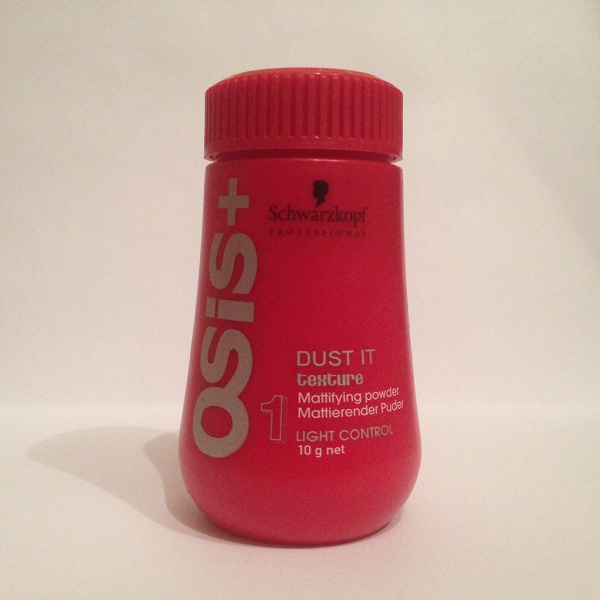 Schwarzkopf
PROFESSIONAL
OSiS+
DUST IT
texture
Mattifying powder
Mattierender Puder
1
LIGHT CONTROL
10 g net